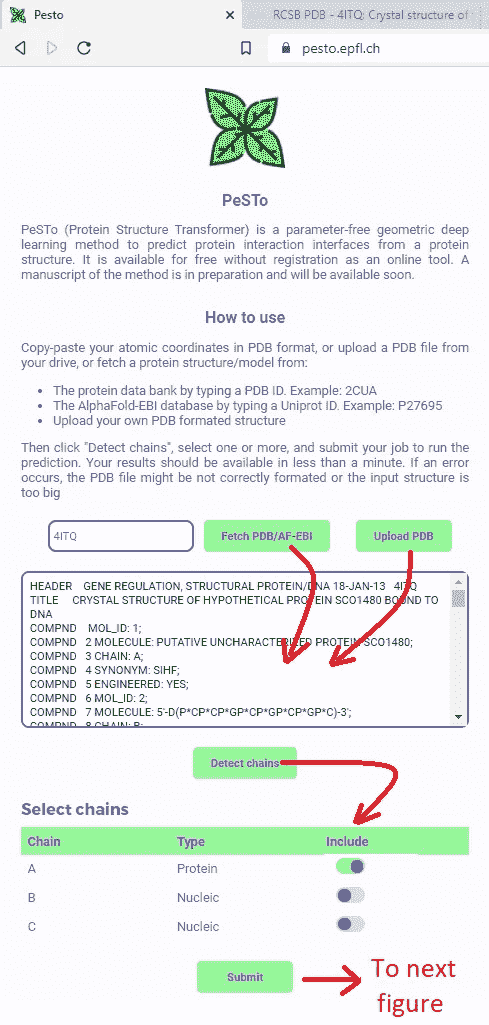 Pesto
RCSB PDB - 4ITQ: Crystal structure of
pesto.epfl.ch
PeSTo
PeSTo (Protein Structure Transformer) is a parameter-free geometric deep
learning method to predict protein interaction interfaces from a protein
structure. It is available for free without registration as an online tool. A
manuscript of the method is in preparation and will be available soon.
How to use
Copy-paste your atomic coordinates in PDB format, or upload a PDB file from
your drive, or fetch a protein structure/model from:
• The protein data bank by typing a PDB ID. Example: 2CUA
• The AlphaFold-EBI database by typing a Uniprot ID. Example: P27695
• Upload your own PDB formated structure
Then click "Detect chains", select one or more, and submit your job to run the
prediction. Your results should be available in less than a minute. If an error
occurs, the PDB file might be not correctly formated or the input structure is
too big
4ITQ Fetch PDB/AF-EBI Upload PDB
HEADER GENE REGULATION, STRUCTURAL PROTEIN/DNA 18-JAN-13 4ITQ
TITLE CRYSTAL STRUCTURE OF HYPOTHETICAL PROTEIN SCO1480 BOUND TO
DNA
COMPND MOL_ID: 1;
COMPND 2 MOLECULE: PUTATIVE UNCHARACTERIZED PROTEIN SCO1480;
COMPND 3 CHAIN: A;
COMPND 4 SYNONYM: SIHF;
COMPND 5 ENGINEERED: YES;
COMPND 6 MOL_ID: 2;
COMPND 7 MOLECULE: 5'-D(P*CP*CP*GP*CP*GP*CP*GP*C)-3';
COMPND 8 CHAIN: B;
Detect chains
Select chains
Chain Type Include
A Protein
B Nucleic
C Nucleic
Submit
To next
figure